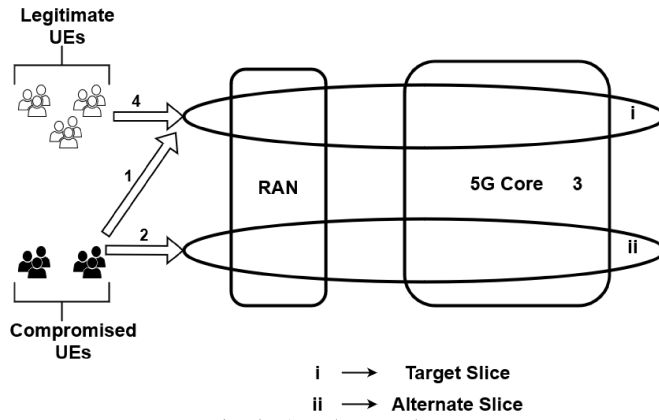 Legitimate
UEs
4
i
1
RAN
5G Core 3
2
ii
Compromised
UEs
i → Target Slice
ii → Alternate Slice